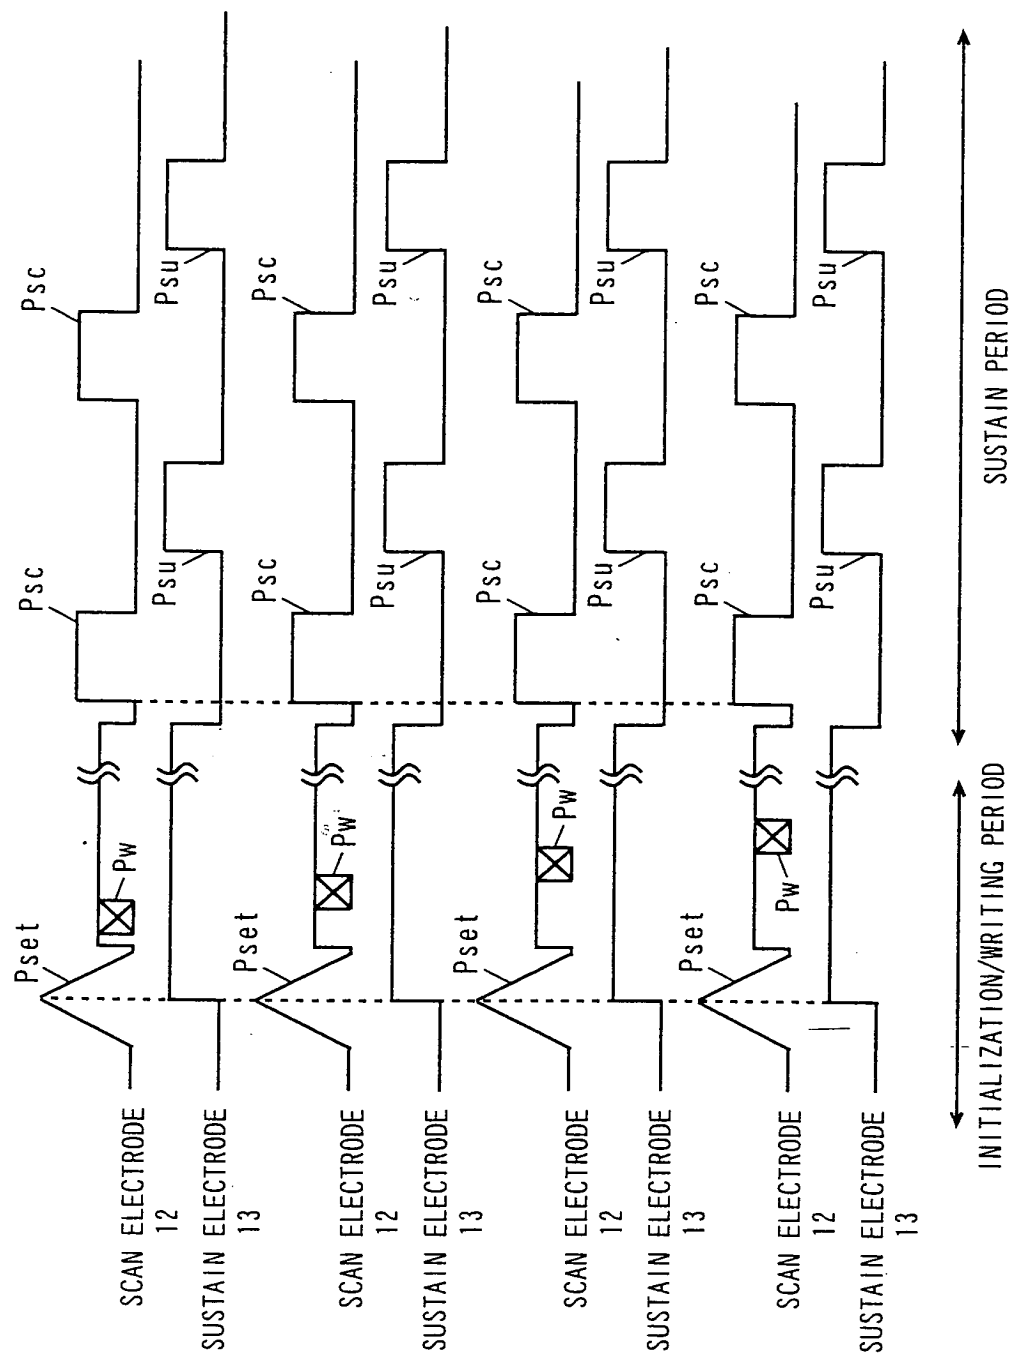 SCAN ELECTRODE
12
Pset
Pw
Psc
Psc
SUSTAIN ELECTRODE
13
Psu
Psu
SCAN ELECTRODE
12
Pset
Pw
Psc
Psc
SUSTAIN ELECTRODE
13
Psu
Psu
SCAN ELECTRODE
12
Pset
Pw
Psc
Psc
SUSTAIN ELECTRODE
13
Psu
Psu
SCAN ELECTRODE
12
Pset
Pw
Psc
Psc
SUSTAIN ELECTRODE
13
Psu
Psu
INITIALIZATION/WRITING PERIOD
SUSTAIN PERIOD